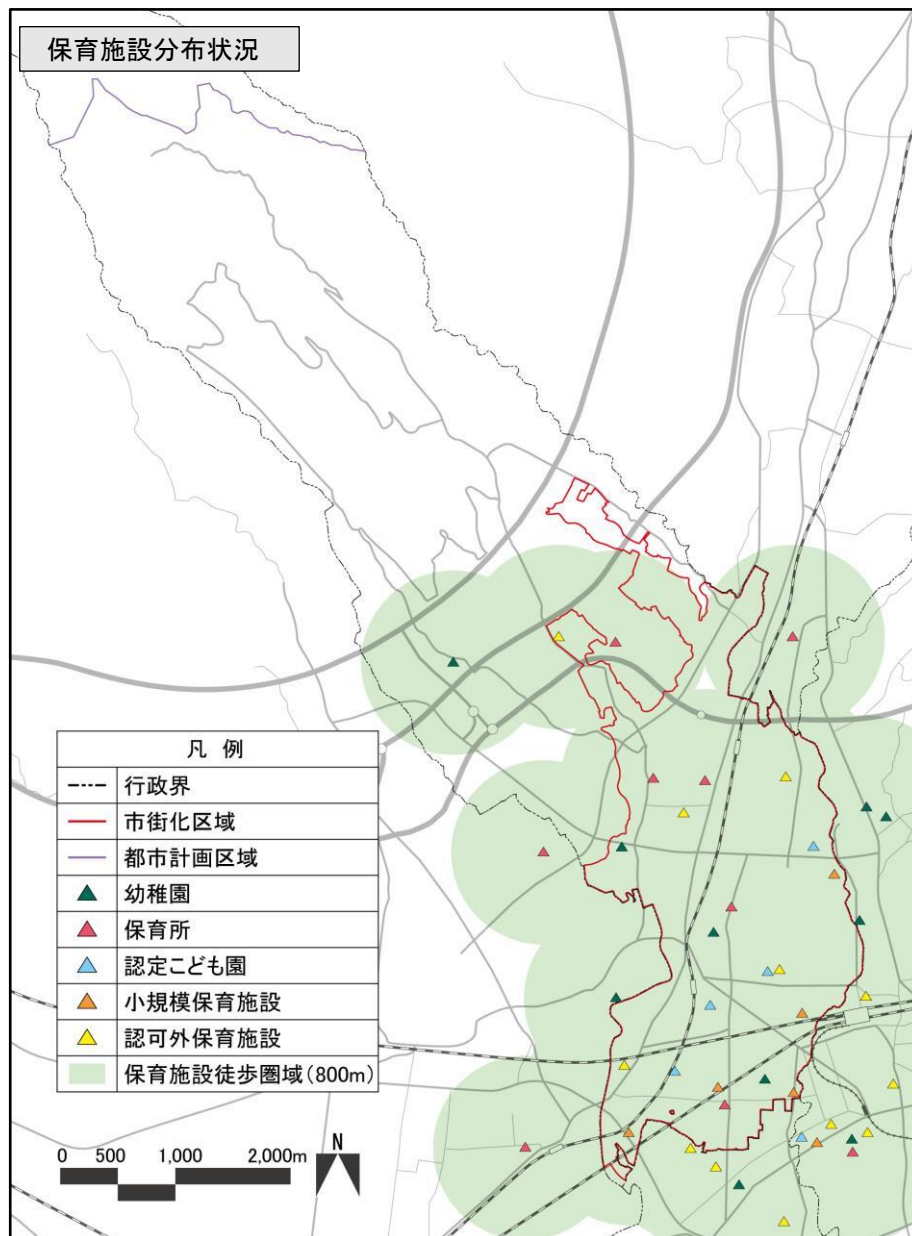 保育施設分布状況
凡例
行政界
市街化区域
都市計画区域
幼稚園
保育所
認定こども園
小規模保育施設
認可外保育施設
保育施設徒歩圏域(800m)
0 500 1,000 2,000m
N